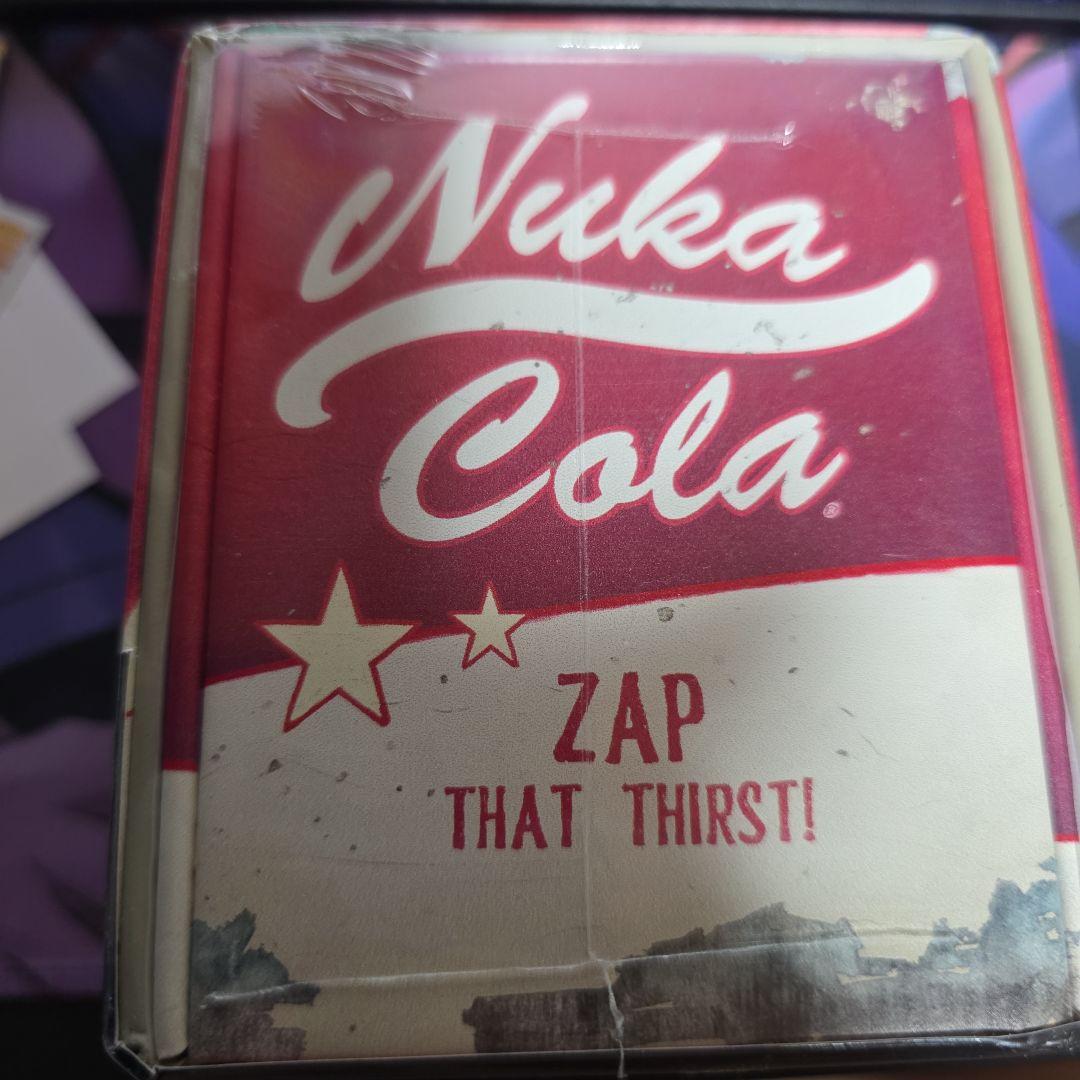 Nuka
Cola®
ZAP
THAT THIRST!